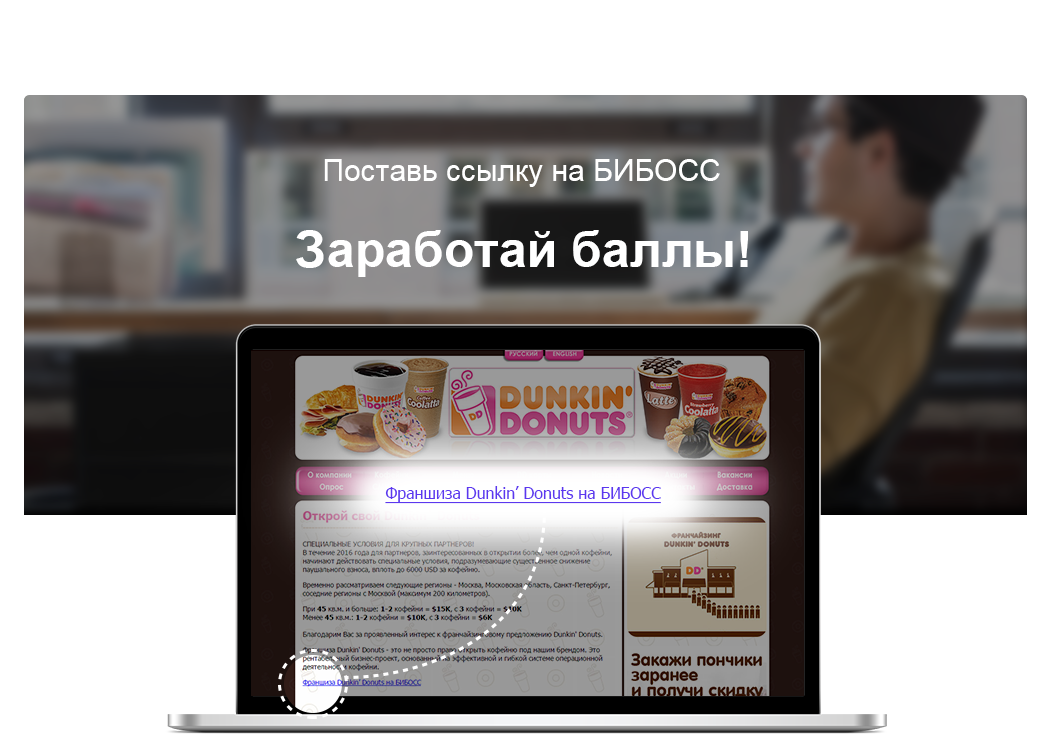 Поставь ссылку на БИБОСС
Заработай баллы!
РУССКИЙ ENGLISH
DUNKIN'
DONUTS
Coolatta
Latte
Coolatta
О компании
Вакансии
Опрос
Доставка
Франшиза Dunkin' Donuts на БИБОСС
Открой свой
СПЕЦИАЛЬНЫЕ УСЛОВИЯ ДЛЯ КРУПНЫХ ПАРТНЕРОВ!
В течение 2016 года для партнеров, заинтересованных в открытии более, чем одной кофейни,
начинают действовать специальные условия, подразумевающие существенное снижение
паушального взноса, вплоть до 6000 USD за кофейню.
Временно рассматриваем следующие регионы - Москва, Московская область, Санкт-Петербург,
соседние регионы с Москвой (максимум 200 километров).
При 45 кв.м. и больше: 1-2 кофейни = $15K, с 3 кофейни = $10K
Менее 45 кв.м.: 1-2 кофейни = $10K, с 3 кофейни = $6K
Благодарим Вас за проявленный интерес к франчайзинговому предложению Dunkin' Donuts.
Франшиза Dunkin' Donuts - это не просто право открыть кофейню под нашим брендом. Это
рентабельный бизнес-проект, основанный на эффективной и гибкой системе операционной
деятельности кофейни.
Франшиза Dunkin' Donuts на БИБОСС
ФРАНЧАЙЗИНГ
DUNKIN' DONUTS
DD
Закажи пончики
заранее
и получи скидку